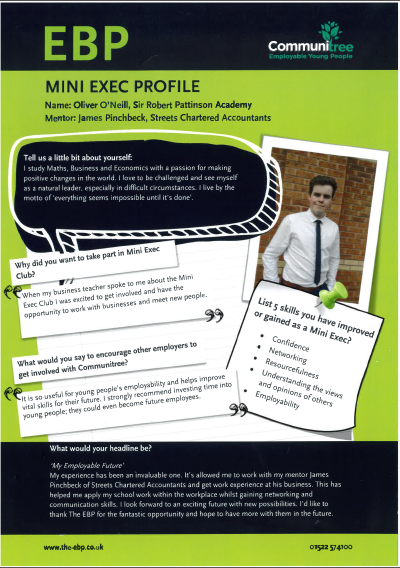 EBP
Communitree
Employable Young People
MINI EXEC PROFILE
Name: Oliver O'Neill, Sir Robert Pattinson Academy
Mentor: James Pinchbeck, Streets Chartered Accountants
Tell us a little bit about yourself:
I study Maths, Business and Economics with a passion for making
positive changes in the world. I love to be challenged and see myself
as a natural leader, especially in difficult circumstances. I live by the
motto of 'everything seems impossible until it's done'.
Why did you want to take part in Mini Exec
Club?
When my business teacher spoke to me about the Mini
Exec Club I was excited to get involved and have the
opportunity to work with businesses and meet new people.
List 5 skills you have improved
or gained as a Mini Exec?
• Confidence
• Networking
• Resourcefulness
• Understanding the views
and opinions of others
• Employability
What would you say to encourage other employers to
get involved with Communitree?
It is so useful for young people's employability and helps improve
vital skills for their future. I strongly recommend investing time into
young people; they could even become future employees.
What would your headline be?
'My Employable Future'
My experience has been an invaluable one. It's allowed me to work with my mentor James
Pinchbeck of Streets Chartered Accountants and get work experience at his business. This has
helped me apply my school work within the workplace whilst gaining networking and
communication skills. I look forward to an exciting future with new possibilities. I'd like to
thank The EBP for the fantastic opportunity and hope to have more with them in the future.
www.the-ebp.co.uk
01522 574100